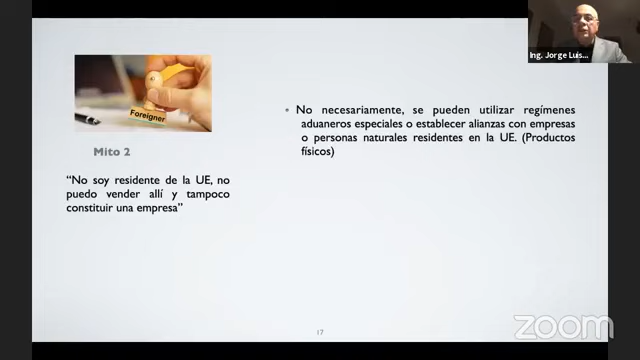 Ing. Jorge Luis...
Foreigner
Mito 2
“No soy residente de la UE, no
puedo vender allí y tampoco
constituir una empresa”
• No necesariamente, se pueden utilizar regímenes
aduaneros especiales o establecer alianzas con empresas
o personas naturales residentes en la UE. (Productos
físicos)
17
zoom